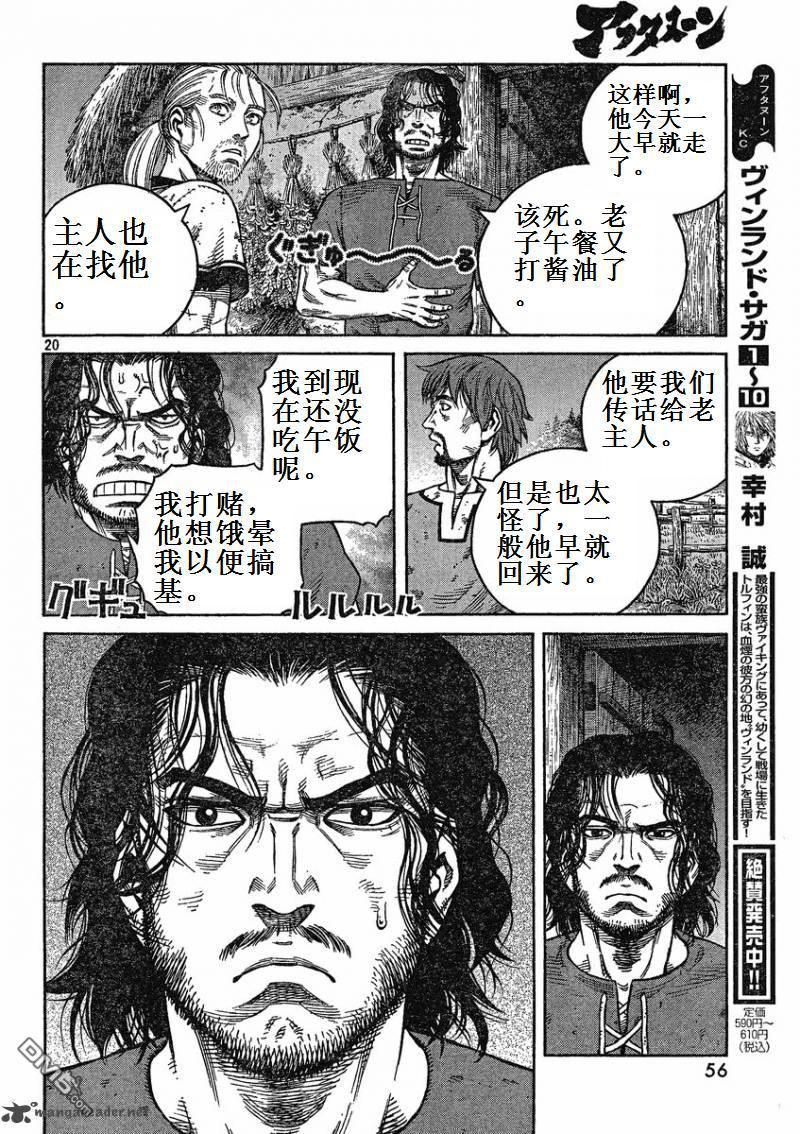 アフタヌーン
アフタヌーン
KC
ヴィンランド・サガ
1〜10
幸村 誠
最強の蛮族ヴァイキングにあって、幼くして戦場に生きた
トルフィンは、血煙の彼方の幻の地“ヴィンランド”を目指す!
絶賛発売中!!
定価
590円〜
610円
(税込)
这样啊，
他今天一
大早就走
了。
该死。老
子午餐又
打酱油了
。
ぐぎゅ〜〜る
主人也
在找他
。
20
他要我们
传话给老
主人。
但是也太
怪了，一
般他早就
回来了。
我到现
在还没
吃午饭
呢。
我打赌，
他想饿晕
我以便搞
基。
グギュ
ルルルル
56
DM5.com
mangareader.net